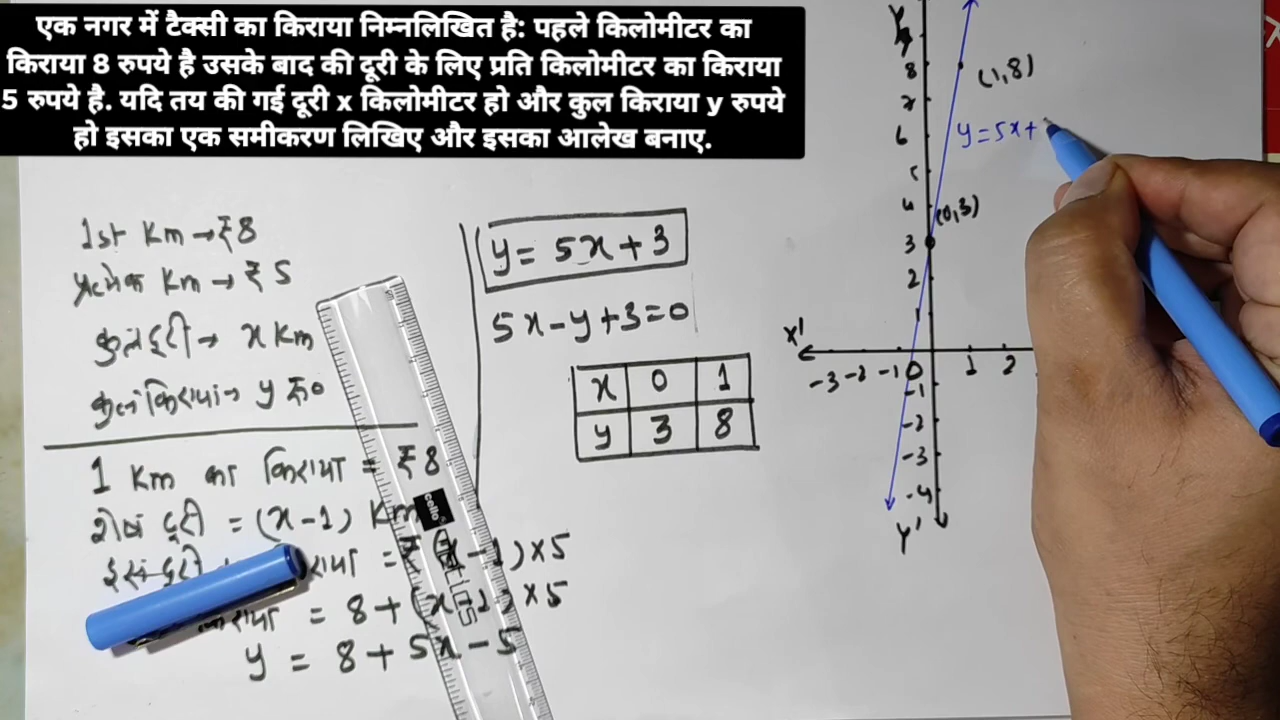 एक नगर में टैक्सी का किराया निम्नलिखित है: पहले किलोमीटर का
किराया 8 रुपये है उसके बाद की दूरी के लिए प्रति किलोमीटर का किराया
5 रुपये है. यदि तय की गई दूरी x किलोमीटर हो और कुल किराया y रुपये
हो इसका एक समीकरण लिखिए और इसका आलेख बनाए.
1st Km → ₹8
प्रत्येक Km → ₹5
कुल दूरी → x Km
कुल किराया → y रु०
1 Km का किराया = ₹8
शेष दूरी = (x-1) Km
= ₹(x-1)×5
किराया = 8+(x-1)×5
y = 8+5x-5
y = 5x+3
5x-y+3=0
x 0 1
y 3 8
cello
Y
8
(1,8)
7
6
y=5x+
5
4
(0,3)
3
2
1
X'
-3 -2 -1 0 1 2
-1
-2
-3
-4
Y'